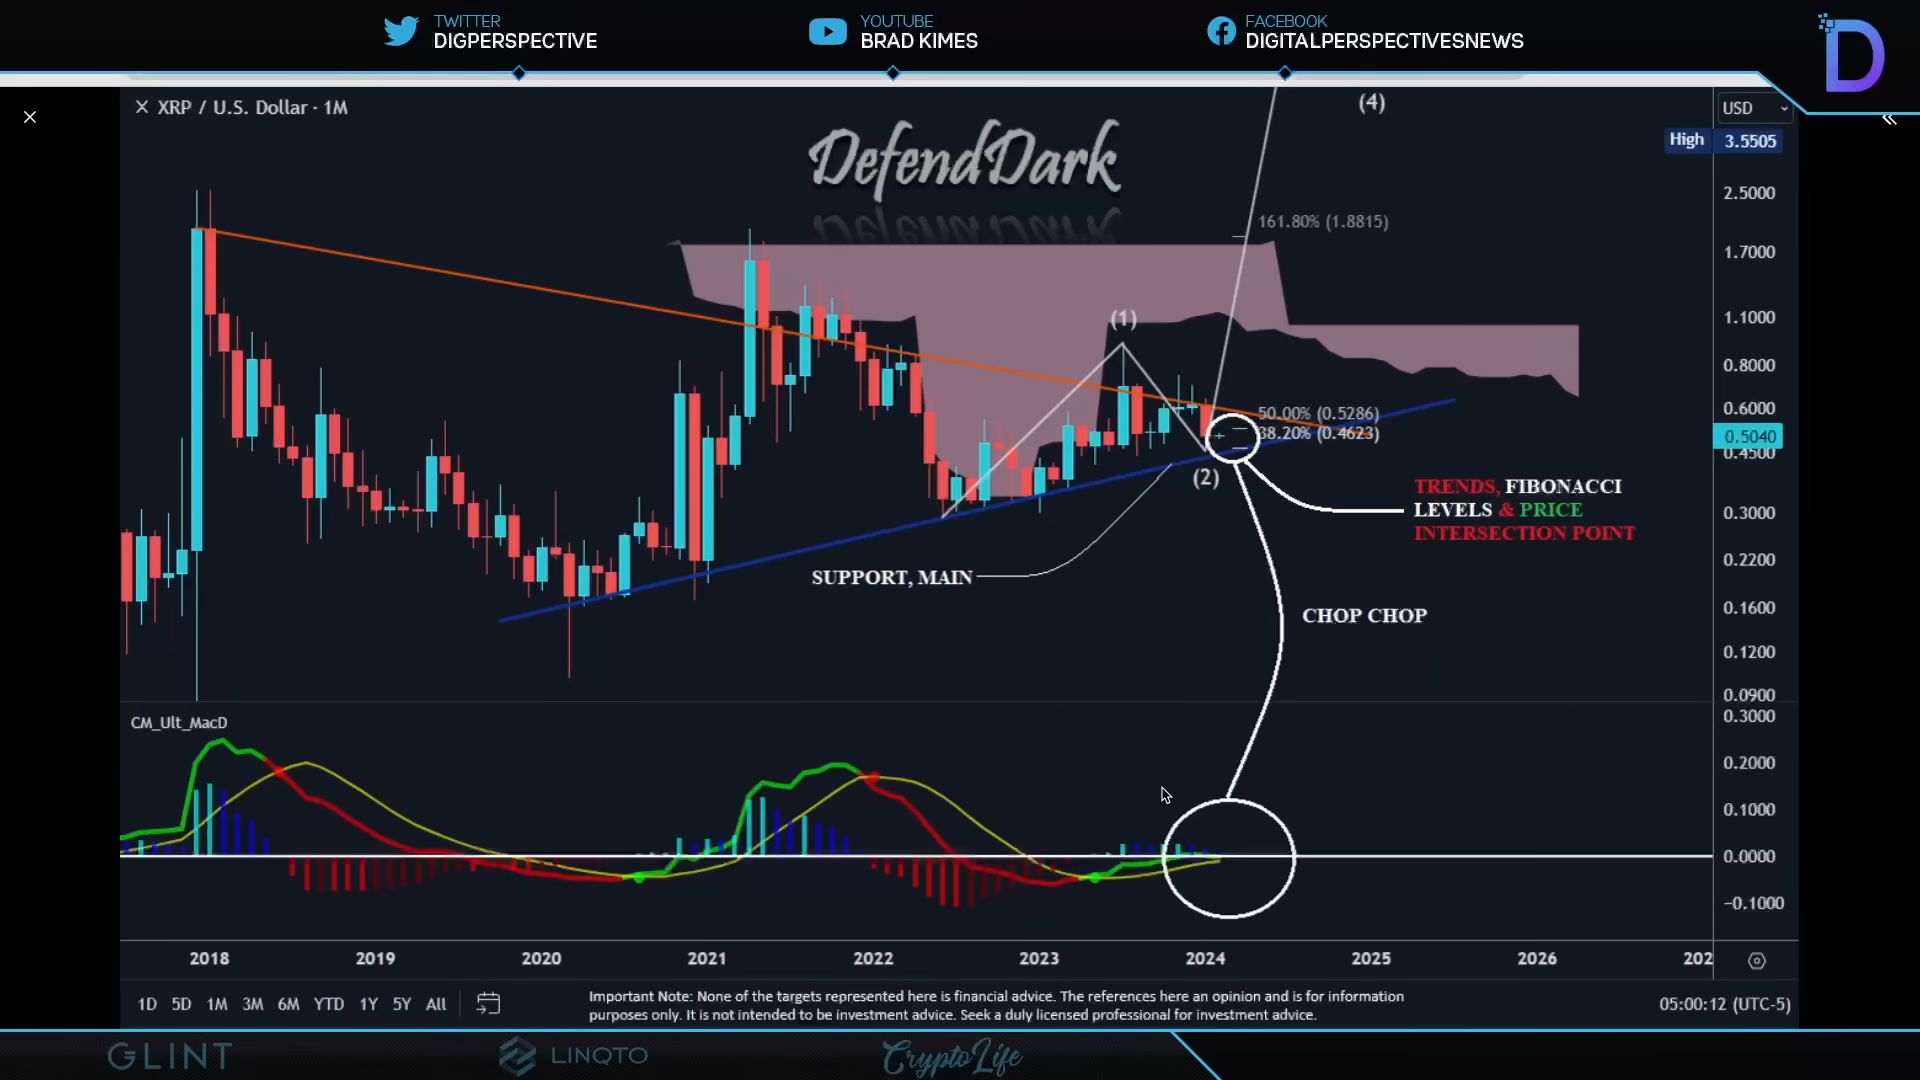 TWITTER
DIGPERSPECTIVE
YOUTUBE
BRAD KIMES
FACEBOOK
DIGITALPERSPECTIVESNEWS
D
XRP / U.S. Dollar · 1M
DefendDark
USD
High 3.5505
(4)
161.80% (1.8815)
(1)
50.00% (0.5286)
38.20% (0.4623)
(2)
TRENDS, FIBONACCI
LEVELS & PRICE
INTERSECTION POINT
SUPPORT, MAIN
CHOP CHOP
2.5000
1.7000
1.1000
0.8000
0.6000
0.5040
0.4500
0.3000
0.2200
0.1600
0.1200
0.0900
CM_Ult_MacD
0.3000
0.2000
0.1000
0.0000
−0.1000
2018 2019 2020 2021 2022 2023 2024 2025 2026 202
1D 5D 1M 3M 6M YTD 1Y 5Y All
Important Note: None of the targets represented here is financial advice. The references here an opinion and is for information
purposes only. It is not intended to be investment advice. Seek a duly licensed professional for investment advice.
05:00:12 (UTC-5)
GLINT
LINQTO
CryptoLife